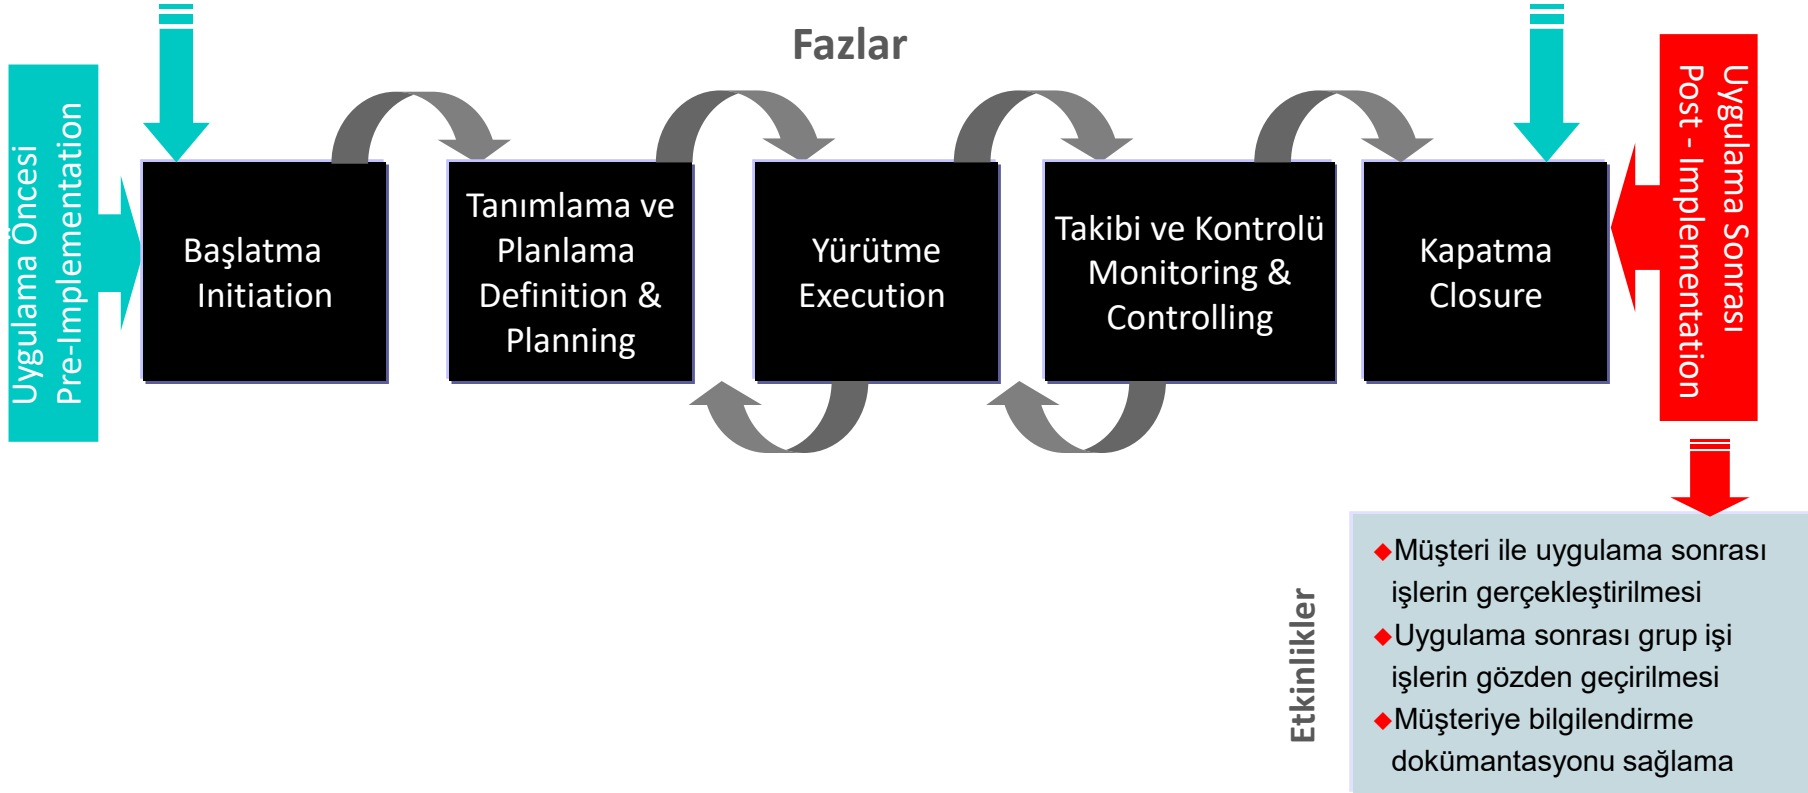 Fazlar
Uygulama Öncesi
Pre-Implementation
Başlatma
Initiation
Tanımlama ve
Planlama
Definition &
Planning
Yürütme
Execution
Takibi ve Kontrolü
Monitoring &
Controlling
Kapatma
Closure
Uygulama Sonrası
Post - Implementation
Etkinlikler
Müşteri ile uygulama sonrası
işlerin gerçekleştirilmesi
Uygulama sonrası grup işi
işlerin gözden geçirilmesi
Müşteriye bilgilendirme
dokümantasyonu sağlama